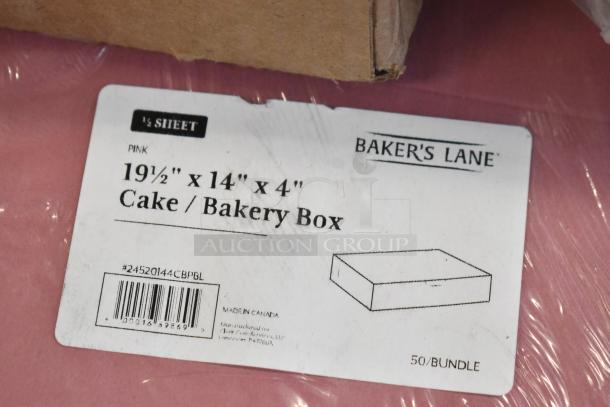 ½ SHEET
BAKER'S LANE
PINK
19½" x 14" x 4"
Cake / Bakery Box
AUCTION GROUP
#24520144CBPBL
MADE IN CANADA
50/BUNDLE